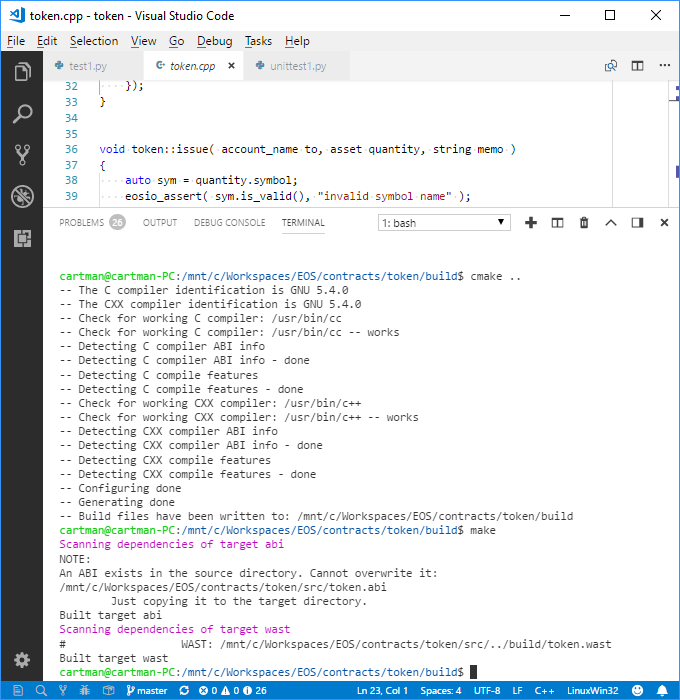 token.cpp - token - Visual Studio Code
File Edit Selection View Go Debug Tasks Help
test1.py token.cpp unittest1.py
32 });
33 }
34
35
36 void token::issue( account_name to, asset quantity, string memo )
37 {
38 auto sym = quantity.symbol;
39 eosio_assert( sym.is_valid(), "invalid symbol name" );
PROBLEMS 26 OUTPUT DEBUG CONSOLE TERMINAL 1: bash
cartman@cartman-PC:/mnt/c/Workspaces/EOS/contracts/token/build$ cmake ..
-- The C compiler identification is GNU 5.4.0
-- The CXX compiler identification is GNU 5.4.0
-- Check for working C compiler: /usr/bin/cc
-- Check for working C compiler: /usr/bin/cc -- works
-- Detecting C compiler ABI info
-- Detecting C compiler ABI info - done
-- Detecting C compile features
-- Detecting C compile features - done
-- Check for working CXX compiler: /usr/bin/c++
-- Check for working CXX compiler: /usr/bin/c++ -- works
-- Detecting CXX compiler ABI info
-- Detecting CXX compiler ABI info - done
-- Detecting CXX compile features
-- Detecting CXX compile features - done
-- Configuring done
-- Generating done
-- Build files have been written to: /mnt/c/Workspaces/EOS/contracts/token/build
cartman@cartman-PC:/mnt/c/Workspaces/EOS/contracts/token/build$ make
Scanning dependencies of target abi
NOTE:
An ABI exists in the source directory. Cannot overwrite it:
/mnt/c/Workspaces/EOS/contracts/token/src/token.abi
Just copying it to the target directory.
Built target abi
Scanning dependencies of target wast
# WAST: /mnt/c/Workspaces/EOS/contracts/token/src/../build/token.wast
Built target wast
cartman@cartman-PC:/mnt/c/Workspaces/EOS/contracts/token/build$
master 0 0 26 Ln 23, Col 1 Spaces: 4 UTF-8 LF C++ LinuxWin32